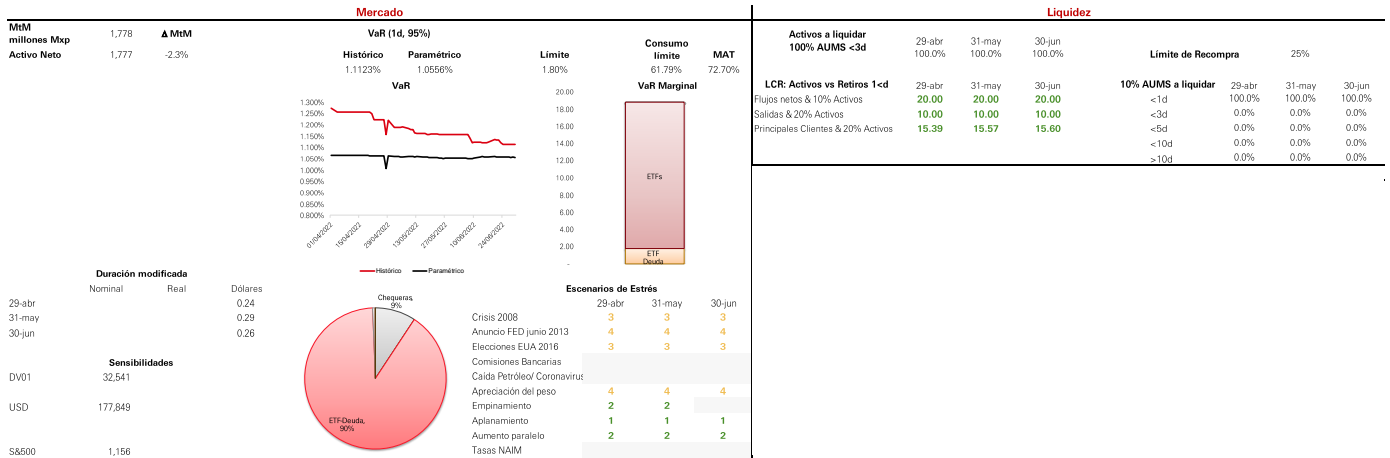 Mercado
MtM
millones Mxp 1,778 Δ MtM
Activo Neto 1,777 -2.3%
VaR (1d, 95%)
Histórico Paramétrico Límite Consumo límite MAT
1.1123% 1.0556% 1.80% 61.79% 72.70%
VaR
1.300%
1.250%
1.200%
1.150%
1.100%
1.050%
1.000%
0.950%
0.900%
0.850%
0.800%
01/04/2022 15/04/2022 29/04/2022 13/05/2022 27/05/2022 10/06/2022 24/06/2022
Histórico Paramétrico
VaR Marginal
20.00
18.00
16.00
14.00
12.00
10.00
8.00
6.00
4.00
2.00
-
ETFs
ETF
Deuda
Duración modificada
Nominal Real Dólares
29-abr 0.24
31-may 0.29
30-jun 0.26
Sensibilidades
DV01 32,541
USD 177,849
S&500 1,156
Chequeras,
9%
ETF-Deuda,
90%
Escenarios de Estrés
29-abr 31-may 30-jun
Crisis 2008 3 3 3
Anuncio FED junio 2013 4 4 4
Elecciones EUA 2016 3 3 3
Comisiones Bancarias
Caida Petróleo/ Coronavirus
Apreciación del peso 4 4 4
Empinamiento 2 2
Aplanamiento 1 1 1
Aumento paralelo 2 2 2
Tasas NAIM
Liquidez
Activos a liquidar
100% AUMS <3d
29-abr 31-may 30-jun
100.0% 100.0% 100.0%
Límite de Recompra 25%
LCR: Activos vs Retiros 1<d 29-abr 31-may 30-jun
Flujos netos & 10% Activos 20.00 20.00 20.00
Salidas & 20% Activos 10.00 10.00 10.00
Principales Clientes & 20% Activos 15.39 15.57 15.60
10% AUMS a liquidar 29-abr 31-may 30-jun
<1d 100.0% 100.0% 100.0%
<3d 0.0% 0.0% 0.0%
<5d 0.0% 0.0% 0.0%
<10d 0.0% 0.0% 0.0%
>10d 0.0% 0.0% 0.0%